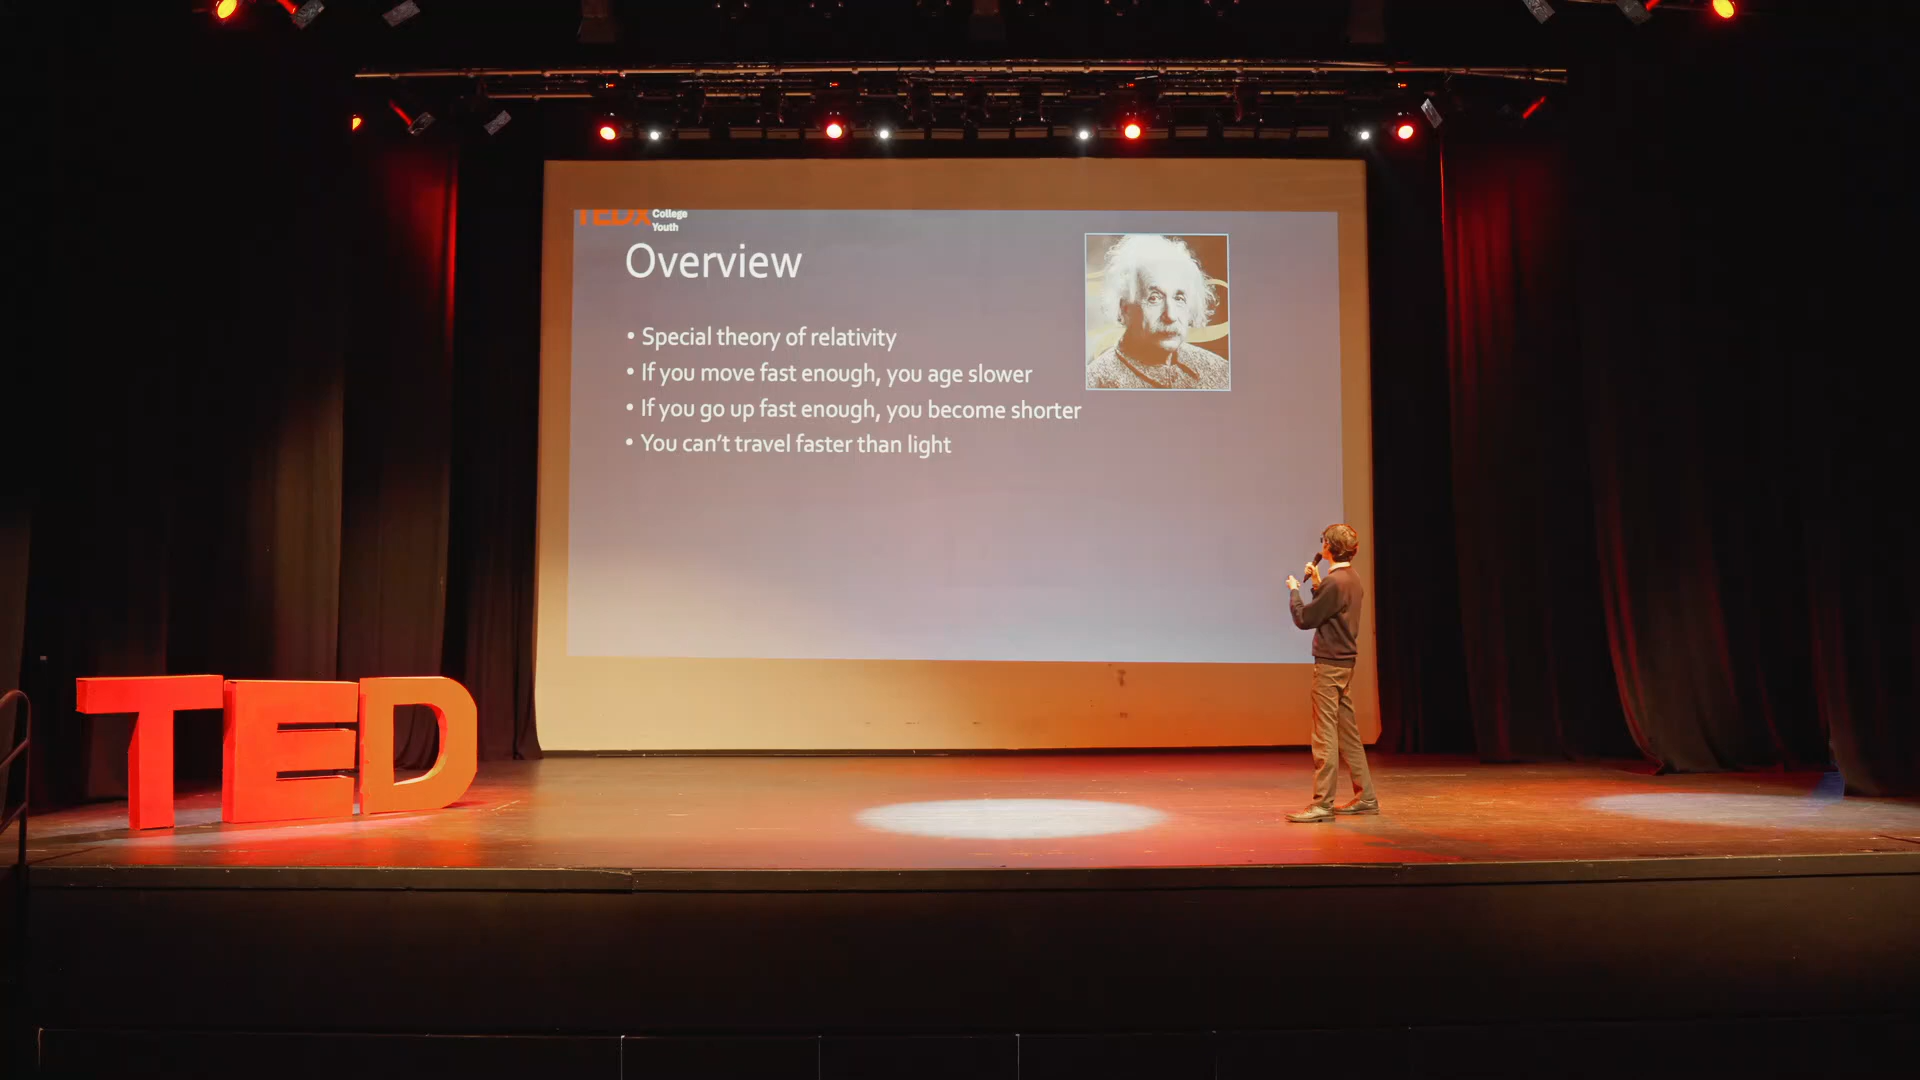 TEDx College
Youth
Overview
• Special theory of relativity
• If you move fast enough, you age slower
• If you go up fast enough, you become shorter
• You can't travel faster than light
TED